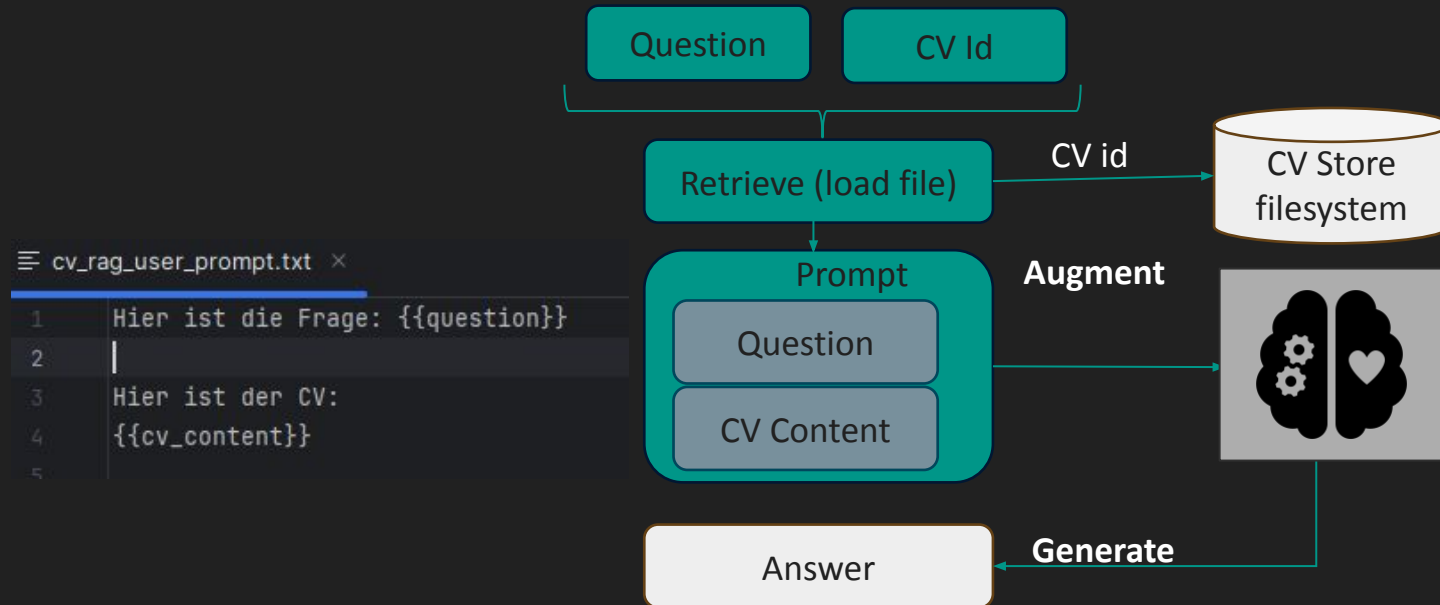 Question
CV Id
Retrieve (load file)
CV id
CV Store
filesystem
cv_rag_user_prompt.txt ×
1 Hier ist die Frage: {{question}}
2
3 Hier ist der CV:
4 {{cv_content}}
5
Prompt
Question
CV Content
Augment
Answer
Generate